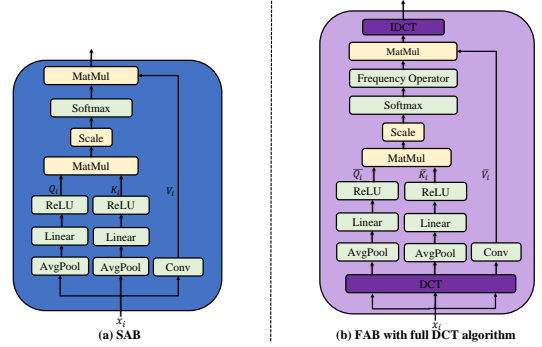 MatMul
Softmax
Scale
MatMul
Q_i K_i V_i
ReLU ReLU
Linear Linear
AvgPool AvgPool Conv
x_i
(a) SAB
IDCT
MatMul
Frequency Operator
Softmax
Scale
MatMul
Q̅_i K̅_i V̅_i
ReLU ReLU
Linear Linear
AvgPool AvgPool Conv
DCT
x_i
(b) FAB with full DCT algorithm